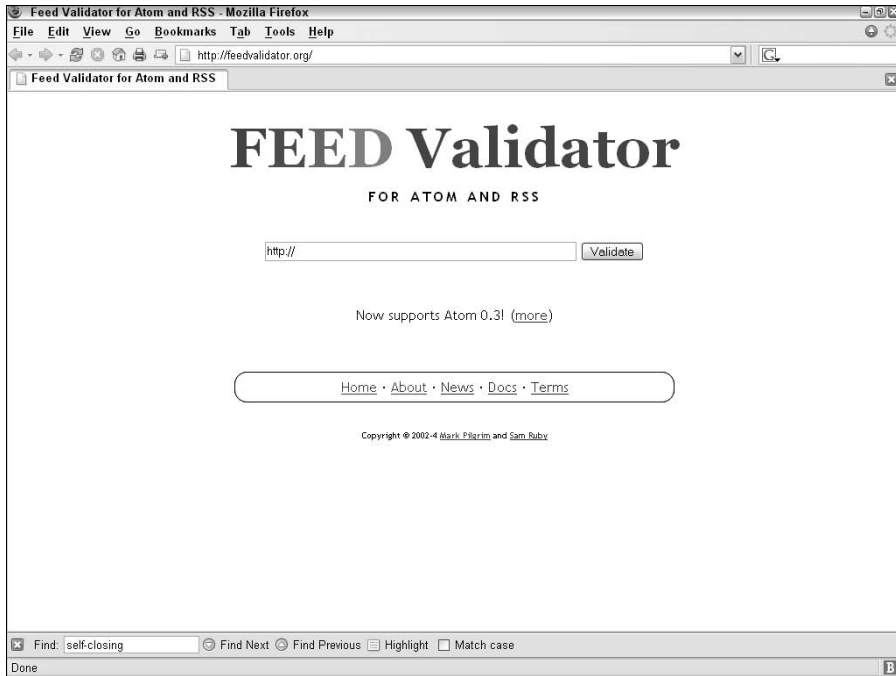 Feed Validator for Atom and RSS - Mozilla Firefox
File Edit View Go Bookmarks Tab Tools Help
http://feedvalidator.org/
G
Feed Validator for Atom and RSS
FEED Validator
FOR ATOM AND RSS
http:// Validate
Now supports Atom 0.3! (more)
Home · About · News · Docs · Terms
Copyright © 2002-4 Mark Pilgrim and Sam Ruby
Find: self-closing Find Next Find Previous Highlight Match case
Done B